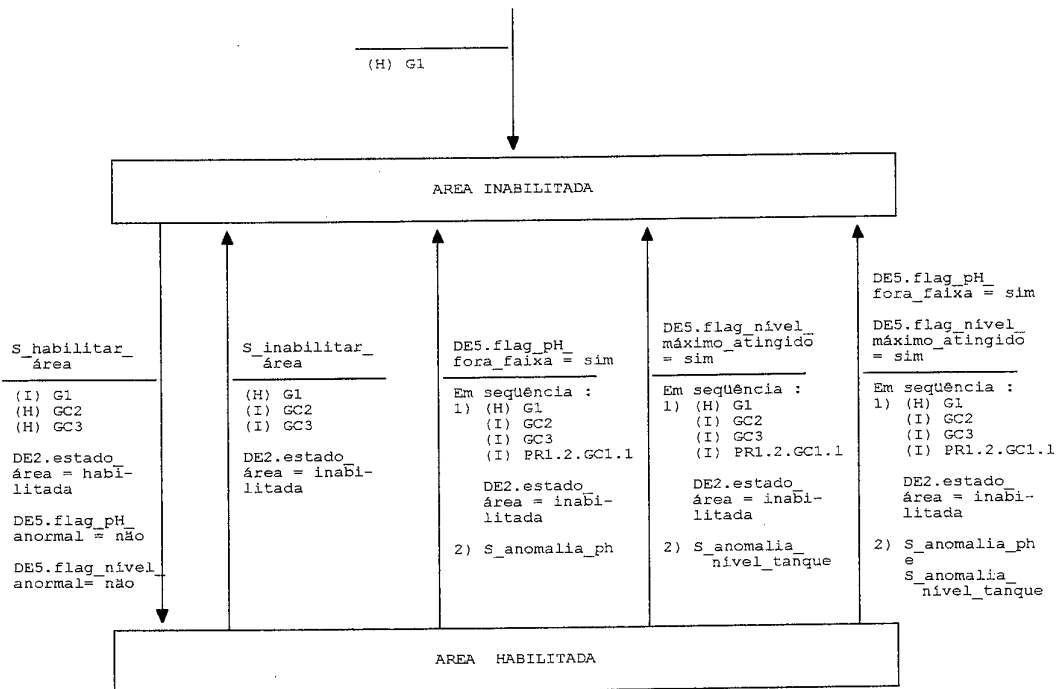 (H) G1
AREA INABILITADA
S_habilitar_
área
(I) G1
(H) GC2
(H) GC3
DE2.estado_
área = habi-
litada
DE5.flag_pH_
anormal = não
DE5.flag_nível_
anormal= não
S_inabilitar_
área
(H) G1
(I) GC2
(I) GC3
DE2.estado_
área = inabi-
litada
DE5.flag_pH_
fora_faixa = sim
Em seqüência :
1) (H) G1
(I) GC2
(I) GC3
(I) PR1.2.GC1.1
DE2.estado_
área = inabi-
litada
2) S_anomalia_ph
DE5.flag_nível_
máximo_atingido
= sim
Em seqüência :
1) (H) G1
(I) GC2
(I) GC3
(I) PR1.2.GC1.1
DE2.estado_
área = inabi-
litada
2) S_anomalia_
nível_tanque
DE5.flag_pH_
fora_faixa = sim
DE5.flag_nível_
máximo_atingido
= sim
Em seqüência :
1) (H) G1
(I) GC2
(I) GC3
(I) PR1.2.GC1.1
DE2.estado_
área = inabi-
litada
2) S_anomalia_ph
e
S_anomalia_
nível_tanque
AREA HABILITADA